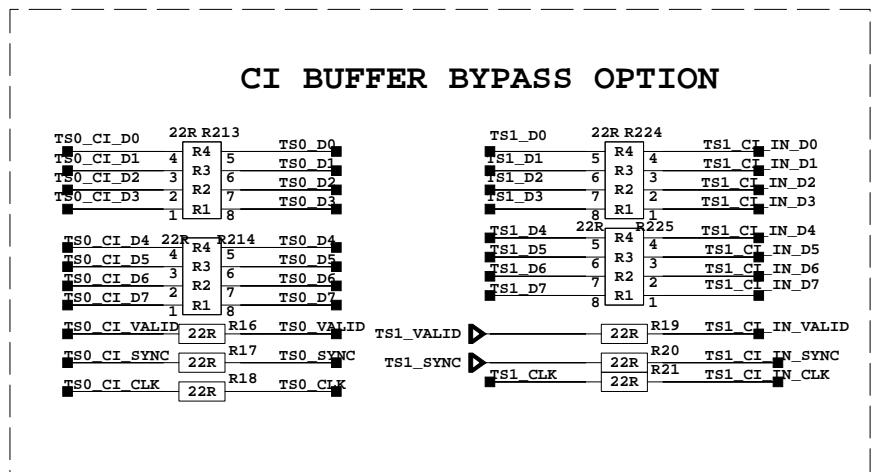 CI BUFFER BYPASS OPTION
22R R213
TS0_CI_D0 R4 TS0_D0
4 5
TS0_CI_D1 R3 TS0_D1
3 6
TS0_CI_D2 R2 TS0_D2
2 7
TS0_CI_D3 R1 TS0_D3
1 8
22R R214
TS0_CI_D4 R4 TS0_D4
4 5
TS0_CI_D5 R3 TS0_D5
3 6
TS0_CI_D6 R2 TS0_D6
2 7
TS0_CI_D7 R1 TS0_D7
1 8
TS0_CI_VALID 22R R16 TS0_VALID
TS0_CI_SYNC 22R R17 TS0_SYNC
TS0_CI_CLK 22R R18 TS0_CLK
22R R224
TS1_D0 R4 TS1_CI_IN_D0
5 4
TS1_D1 R3 TS1_CI_IN_D1
6 3
TS1_D2 R2 TS1_CI_IN_D2
7 2
TS1_D3 R1 TS1_CI_IN_D3
8 1
22R R225
TS1_D4 R4 TS1_CI_IN_D4
5 4
TS1_D5 R3 TS1_CI_IN_D5
6 3
TS1_D6 R2 TS1_CI_IN_D6
7 2
TS1_D7 R1 TS1_CI_IN_D7
8 1
TS1_VALID 22R R19 TS1_CI_IN_VALID
TS1_SYNC 22R R20 TS1_CI_IN_SYNC
TS1_CLK 22R R21 TS1_CI_IN_CLK